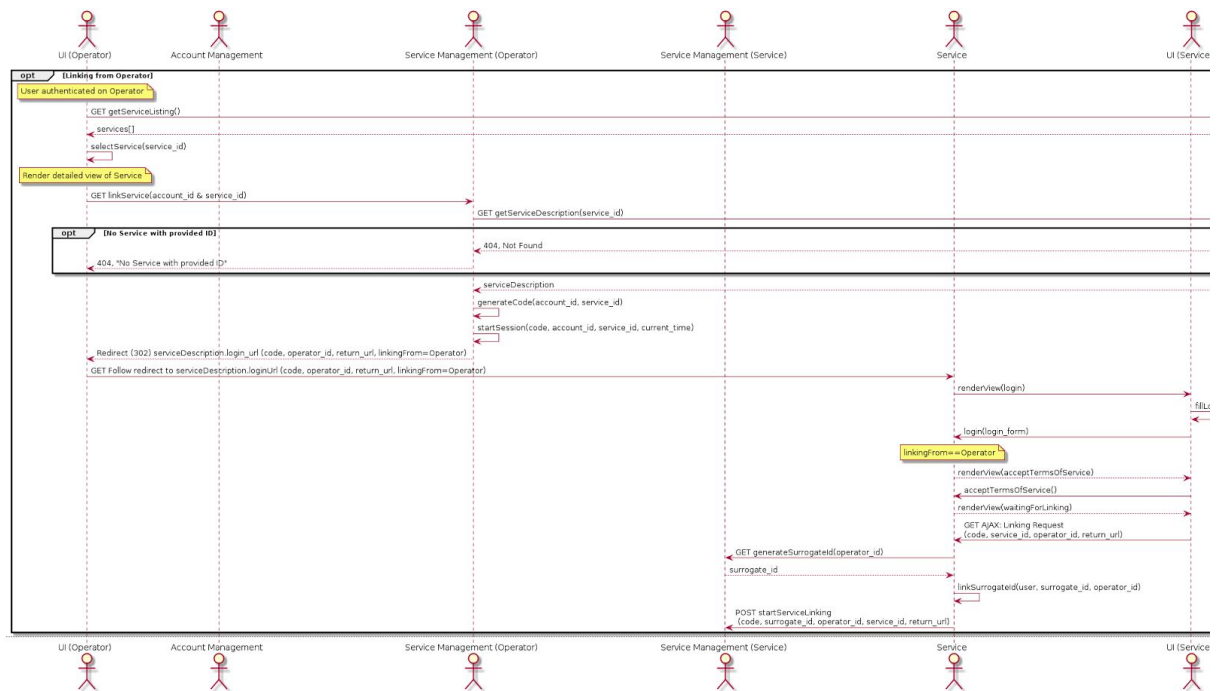 UI (Operator)
Account Management
Service Management (Operator)
Service Management (Service)
Service
UI (Service
opt [Linking from Operator]
User authenticated on Operator
GET getServiceListing()
services[]
selectService(service_id)
Render detailed view of Service
GET linkService(account_id & service_id)
GET getServiceDescription(service_id)
opt [No Service with provided ID]
404, Not Found
404, "No Service with provided ID"
serviceDescription
generateCode(account_id, service_id)
startSession(code, account_id, service_id, current_time)
Redirect (302) serviceDescription.login_url (code, operator_id, return_url, linkingFrom=Operator)
GET Follow redirect to serviceDescription.loginUrl (code, operator_id, return_url, linkingFrom=Operator)
renderView(login)
fillLo
login(login_form)
linkingFrom==Operator
renderView(acceptTermsOfService)
acceptTermsOfService()
renderView(waitingForLinking)
GET AJAX: Linking Request
(code, service_id, operator_id, return_url)
GET generateSurrogateId(operator_id)
surrogate_id
linkSurrogateId(user, surrogate_id, operator_id)
POST startServiceLinking
(code, surrogate_id, operator_id, service_id, return_url)
UI (Operator)
Account Management
Service Management (Operator)
Service Management (Service)
Service
UI (Service